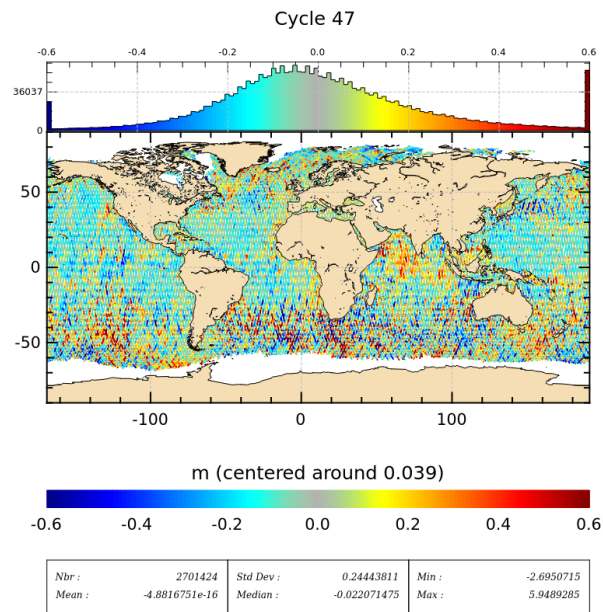 Cycle 47
-0.6 -0.4 -0.2 0.0 0.2 0.4 0.6
36037
0
50
0
-50
-100 0 100
m (centered around 0.039)
-0.6 -0.4 -0.2 0.0 0.2 0.4 0.6
Nbr : 2701424 Std Dev : 0.24443811 Min : -2.6950715
Mean : -4.8816751e-16 Median : -0.022071475 Max : 5.9489285